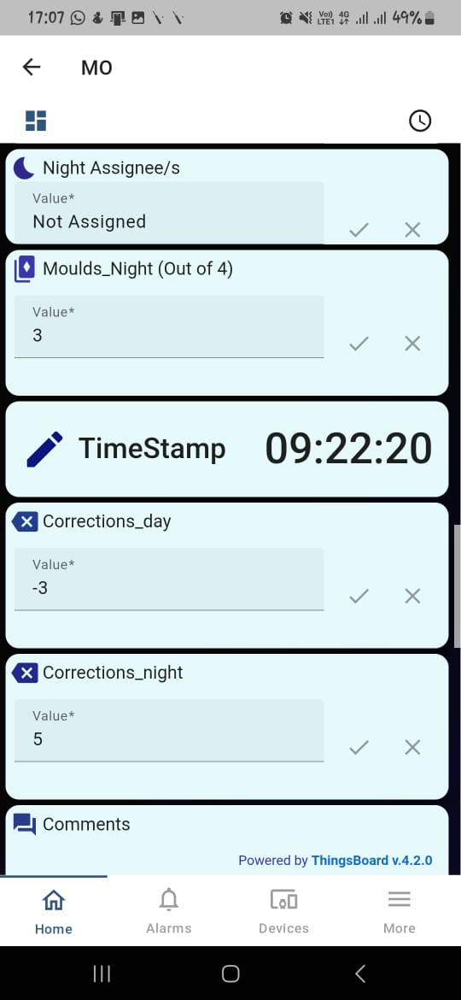 17:07
Vo)) 4G
LTE1
49%
MO
Night Assignee/s
Value*
Not Assigned
Moulds_Night (Out of 4)
Value*
3
TimeStamp 09:22:20
Corrections_day
Value*
-3
Corrections_night
Value*
5
Comments
Powered by ThingsBoard v.4.2.0
Home Alarms Devices More